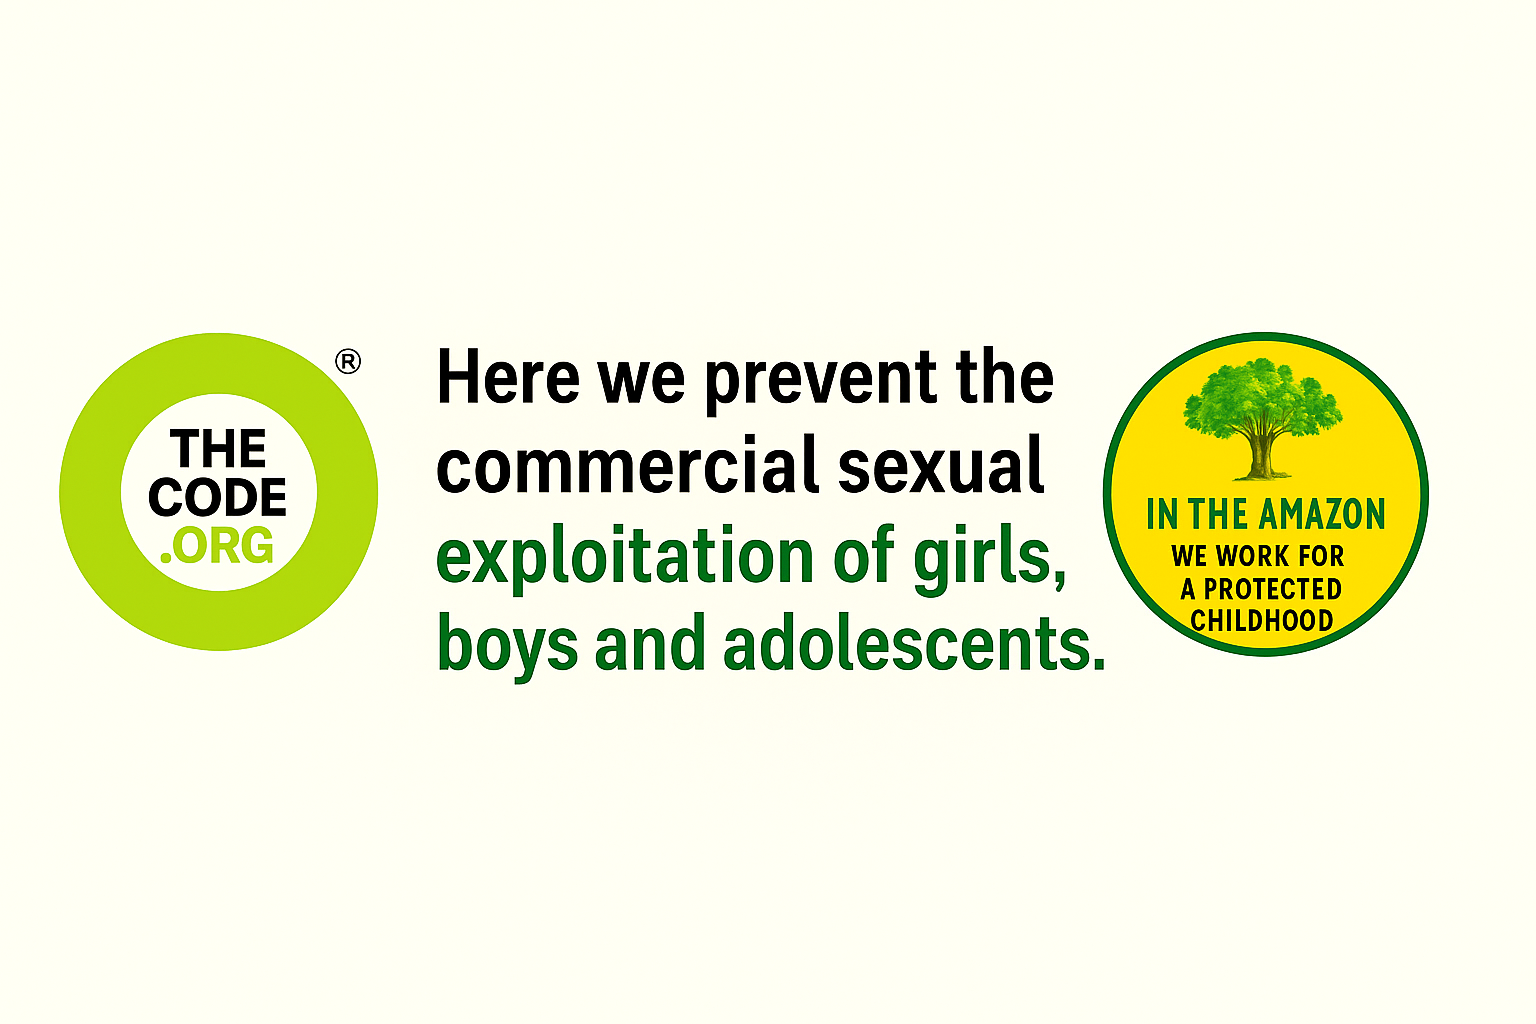 THE
CODE
.ORG
®
Here we prevent the
commercial sexual
exploitation of girls,
boys and adolescents.
IN THE AMAZON
WE WORK FOR
A PROTECTED
CHILDHOOD